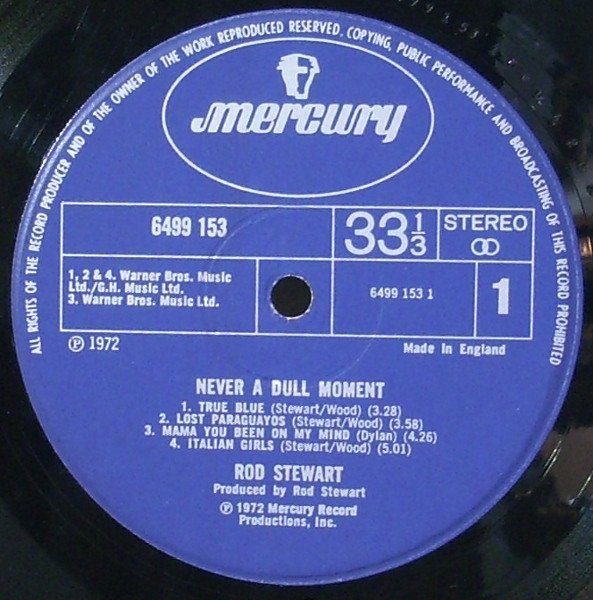 ALL RIGHTS OF THE RECORD PRODUCER AND OF THE OWNER OF THE WORK REPRODUCED RESERVED. COPYING, PUBLIC PERFORMANCE AND BROADCASTING OF THIS RECORD PROHIBITED
mercury
6499 153
33 1/3
STEREO
1, 2 & 4. Warner Bros. Music
Ltd./G.H. Music Ltd.
3. Warner Bros. Music Ltd.
6499 153 1
1
Ⓟ 1972
Made in England
NEVER A DULL MOMENT
1. TRUE BLUE (Stewart/Wood) (3.28)
2. LOST PARAGUAYOS (Stewart/Wood) (3.58)
3. MAMA YOU BEEN ON MY MIND (Dylan) (4.26)
4. ITALIAN GIRLS (Stewart/Wood) (5.01)
ROD STEWART
Produced by Rod Stewart
Ⓟ 1972 Mercury Record
Productions, Inc.